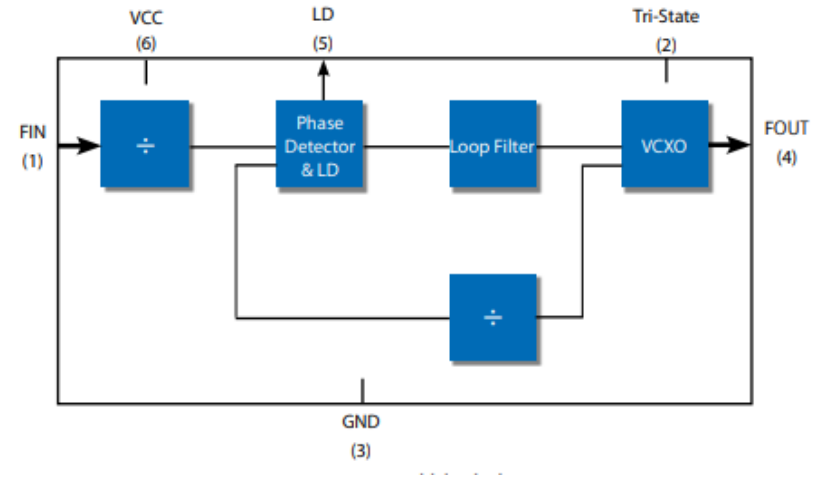 VCC
(6)
LD
(5)
Tri-State
(2)
FIN
(1)
÷
Phase
Detector
& LD
Loop Filter
VCXO
FOUT
(4)
÷
GND
(3)